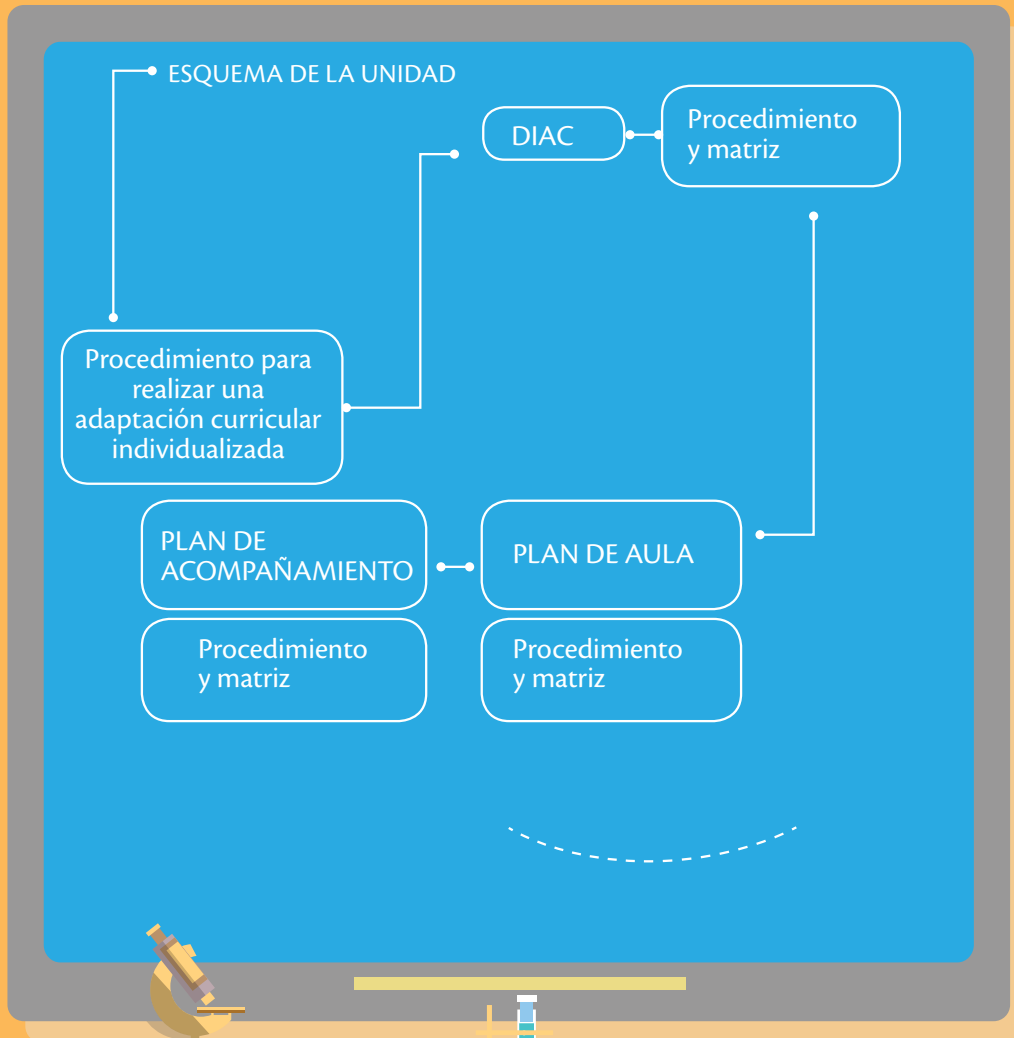 ESQUEMA DE LA UNIDAD
DIAC
Procedimiento
y matriz
Procedimiento para
realizar una
adaptación curricular
individualizada
PLAN DE
ACOMPAÑAMIENTO
PLAN DE AULA
Procedimiento
y matriz
Procedimiento
y matriz